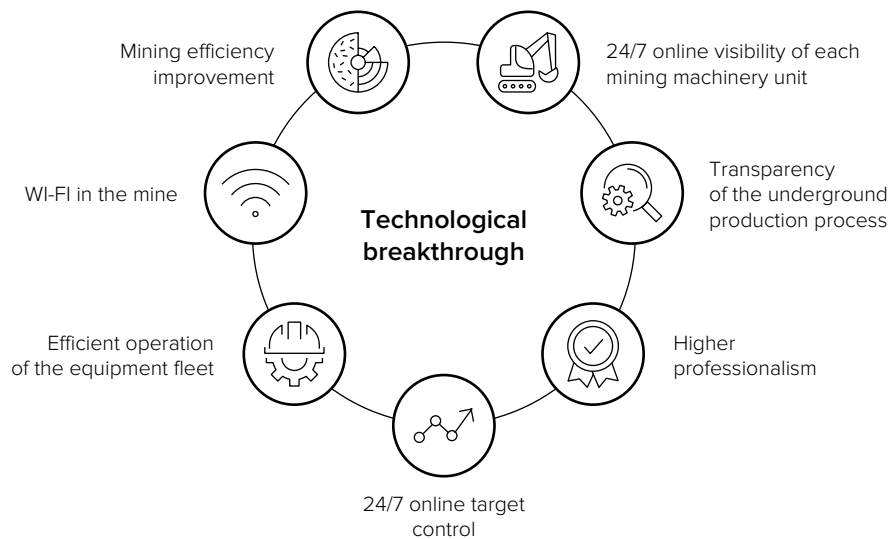 Mining efficiency
improvement
24/7 online visibility of each
mining machinery unit
WI-FI in the mine
Transparency
of the underground
production process
Technological
breakthrough
Efficient operation
of the equipment fleet
Higher
professionalism
24/7 online target
control